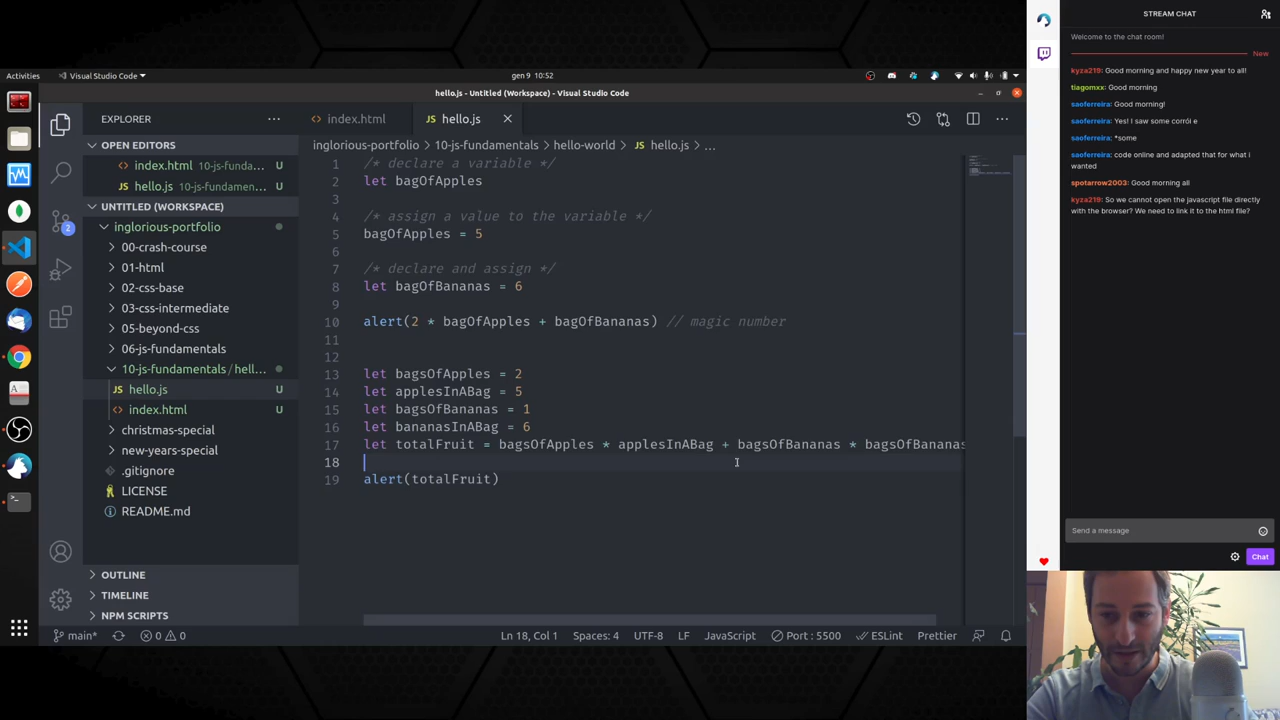 Activities
Visual Studio Code
gen 9 10:52
hello.js - Untitled (Workspace) - Visual Studio Code
EXPLORER
OPEN EDITORS
index.html 10-js-funda...
U
hello.js 10-js-fundamen...
U
UNTITLED (WORKSPACE)
inglorious-portfolio
00-crash-course
01-html
02-css-base
03-css-intermediate
05-beyond-css
06-js-fundamentals
10-js-fundamentals / hell...
hello.js
U
index.html
U
christmas-special
new-years-special
.gitignore
LICENSE
README.md
OUTLINE
TIMELINE
NPM SCRIPTS
2
index.html
hello.js
inglorious-portfolio > 10-js-fundamentals > hello-world > hello.js > ...
1 /* declare a variable */
2 let bagOfApples
3
4 /* assign a value to the variable */
5 bagOfApples = 5
6
7 /* declare and assign */
8 let bagOfBananas = 6
9
10 alert(2 * bagOfApples + bagOfBananas) // magic number
11
12
13 let bagsOfApples = 2
14 let applesInABag = 5
15 let bagsOfBananas = 1
16 let bananasInABag = 6
17 let totalFruit = bagsOfApples * applesInABag + bagsOfBananas * bagsOfBananas
18
19 alert(totalFruit)
main*
0 0
Ln 18, Col 1
Spaces: 4
UTF-8
LF
JavaScript
Port : 5500
ESLint
Prettier
STREAM CHAT
Welcome to the chat room!
New
kyza219: Good morning and happy new year to all!
tiagomxx: Good morning
saoferreira: Good morning!
saoferreira: Yes! I saw some corrói e
saoferreira: *some
saoferreira: code online and adapted that for what i
wanted
spotarrow2003: Good morning all
kyza219: So we cannot open the javascript file directly
with the browser? We need to link it to the html file?
Send a message
Chat